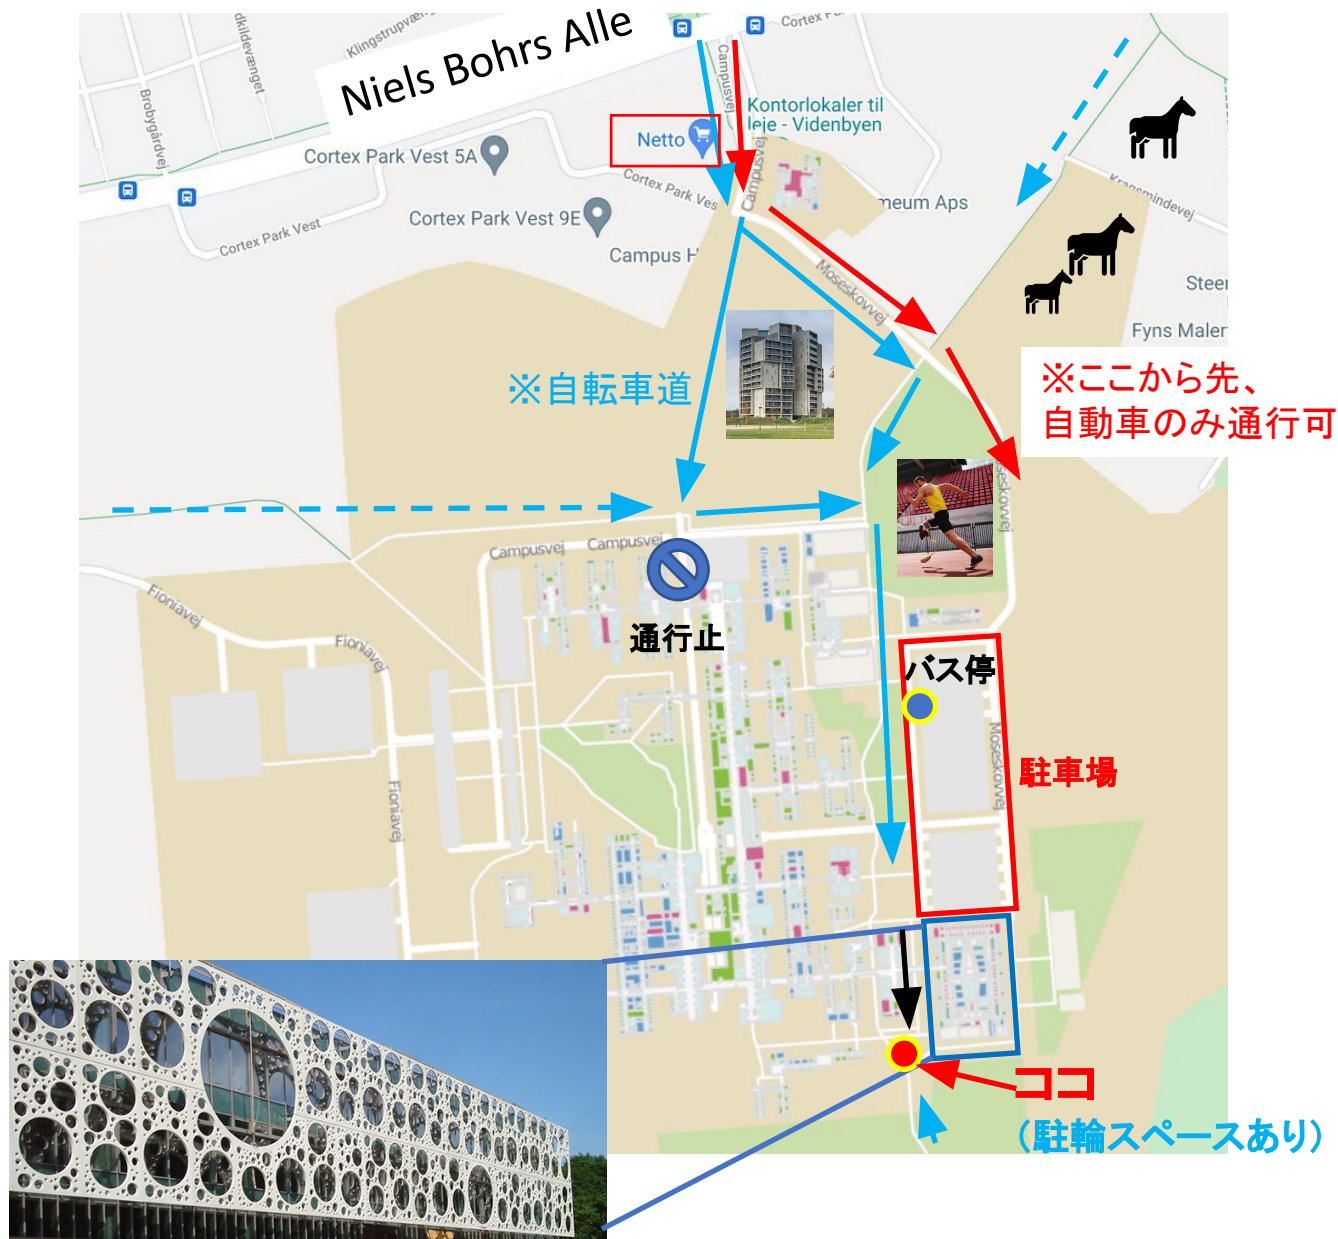 Niels Bohrs Alle
Klingstrupvænget
Brobygårdvej
Campusvej
Kontorlokaler til
leje - Videnbyen
Netto
Cortex Park Vest 5A
Cortex Park Ves
Campusvej
meum Aps
Kragsmindevej
Cortex Park Vest 9E
Cortex Park Vest
Campus H
Moseskovvej
Steer
Fyns Maler
※自転車道
※ここから先、
自動車のみ通行可
Campusvej
Campusvej
通行止
Fioniavej
Fioniavej
Fioniavej
バス停
Moseskovvej
駐車場
ココ
(駐輪スペースあり)